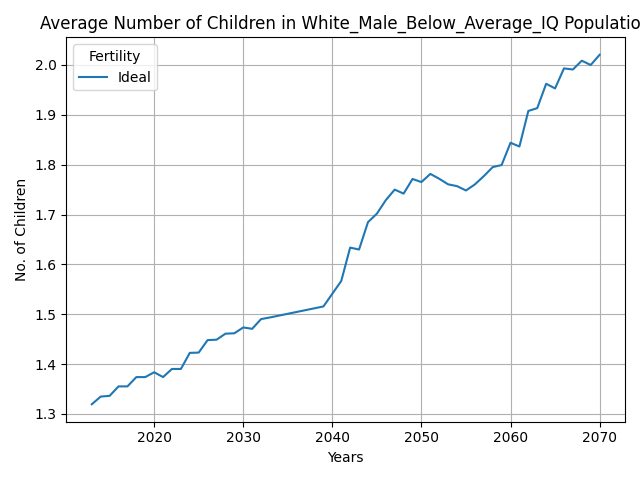 Average Number of Children in White_Male_Below_Average_IQ Populatio
Fertility
Ideal
No. of Children
2.0
1.9
1.8
1.7
1.6
1.5
1.4
1.3
2020 2030 2040 2050 2060 2070
Years